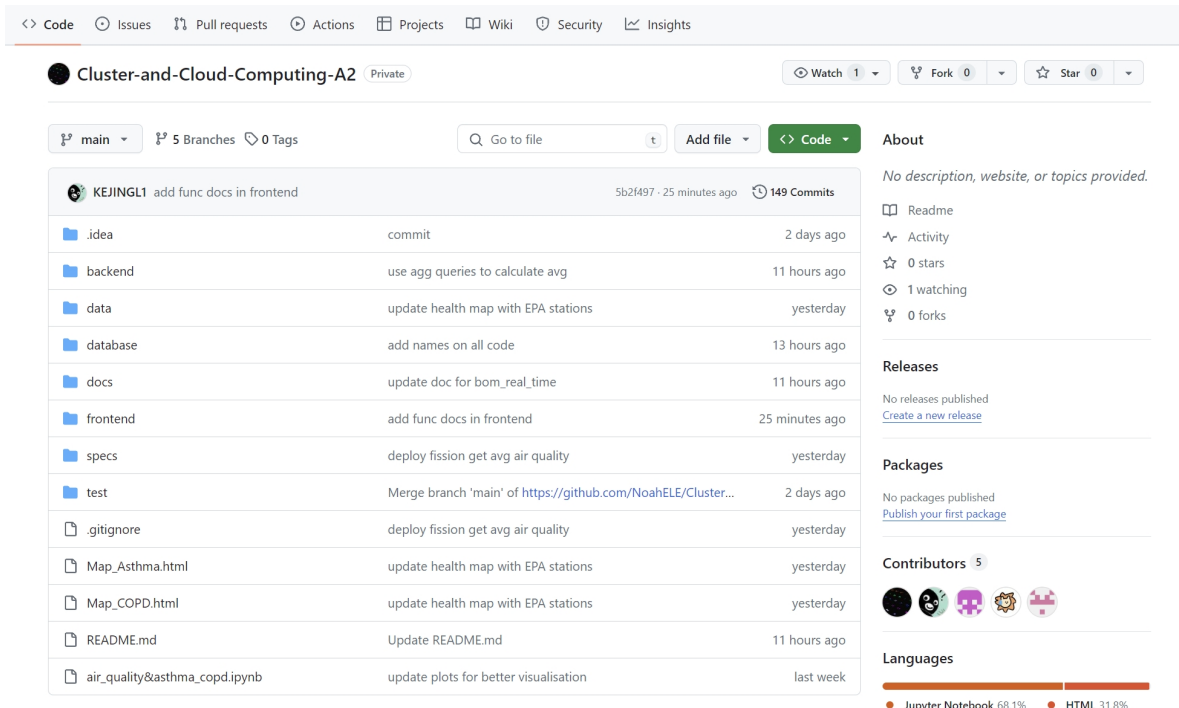 Code Issues Pull requests Actions Projects Wiki Security Insights
Cluster-and-Cloud-Computing-A2 Private
Watch 1 Fork 0 Star 0
main 5 Branches 0 Tags Go to file t Add file Code
KEJINGL1 add func docs in frontend 5b2f497 · 25 minutes ago 149 Commits
.idea commit 2 days ago
backend use agg queries to calculate avg 11 hours ago
data update health map with EPA stations yesterday
database add names on all code 13 hours ago
docs update doc for bom_real_time 11 hours ago
frontend add func docs in frontend 25 minutes ago
specs deploy fission get avg air quality yesterday
test Merge branch 'main' of https://github.com/NoahELE/Cluster... 2 days ago
.gitignore deploy fission get avg air quality yesterday
Map_Asthma.html update health map with EPA stations yesterday
Map_COPD.html update health map with EPA stations yesterday
README.md Update README.md 11 hours ago
air_quality&asthma_copd.ipynb update plots for better visualisation last week
About
No description, website, or topics provided.
Readme
Activity
0 stars
1 watching
0 forks
Releases
No releases published
Create a new release
Packages
No packages published
Publish your first package
Contributors 5
Languages
Jupyter Notebook 68.1% HTML 31.8%